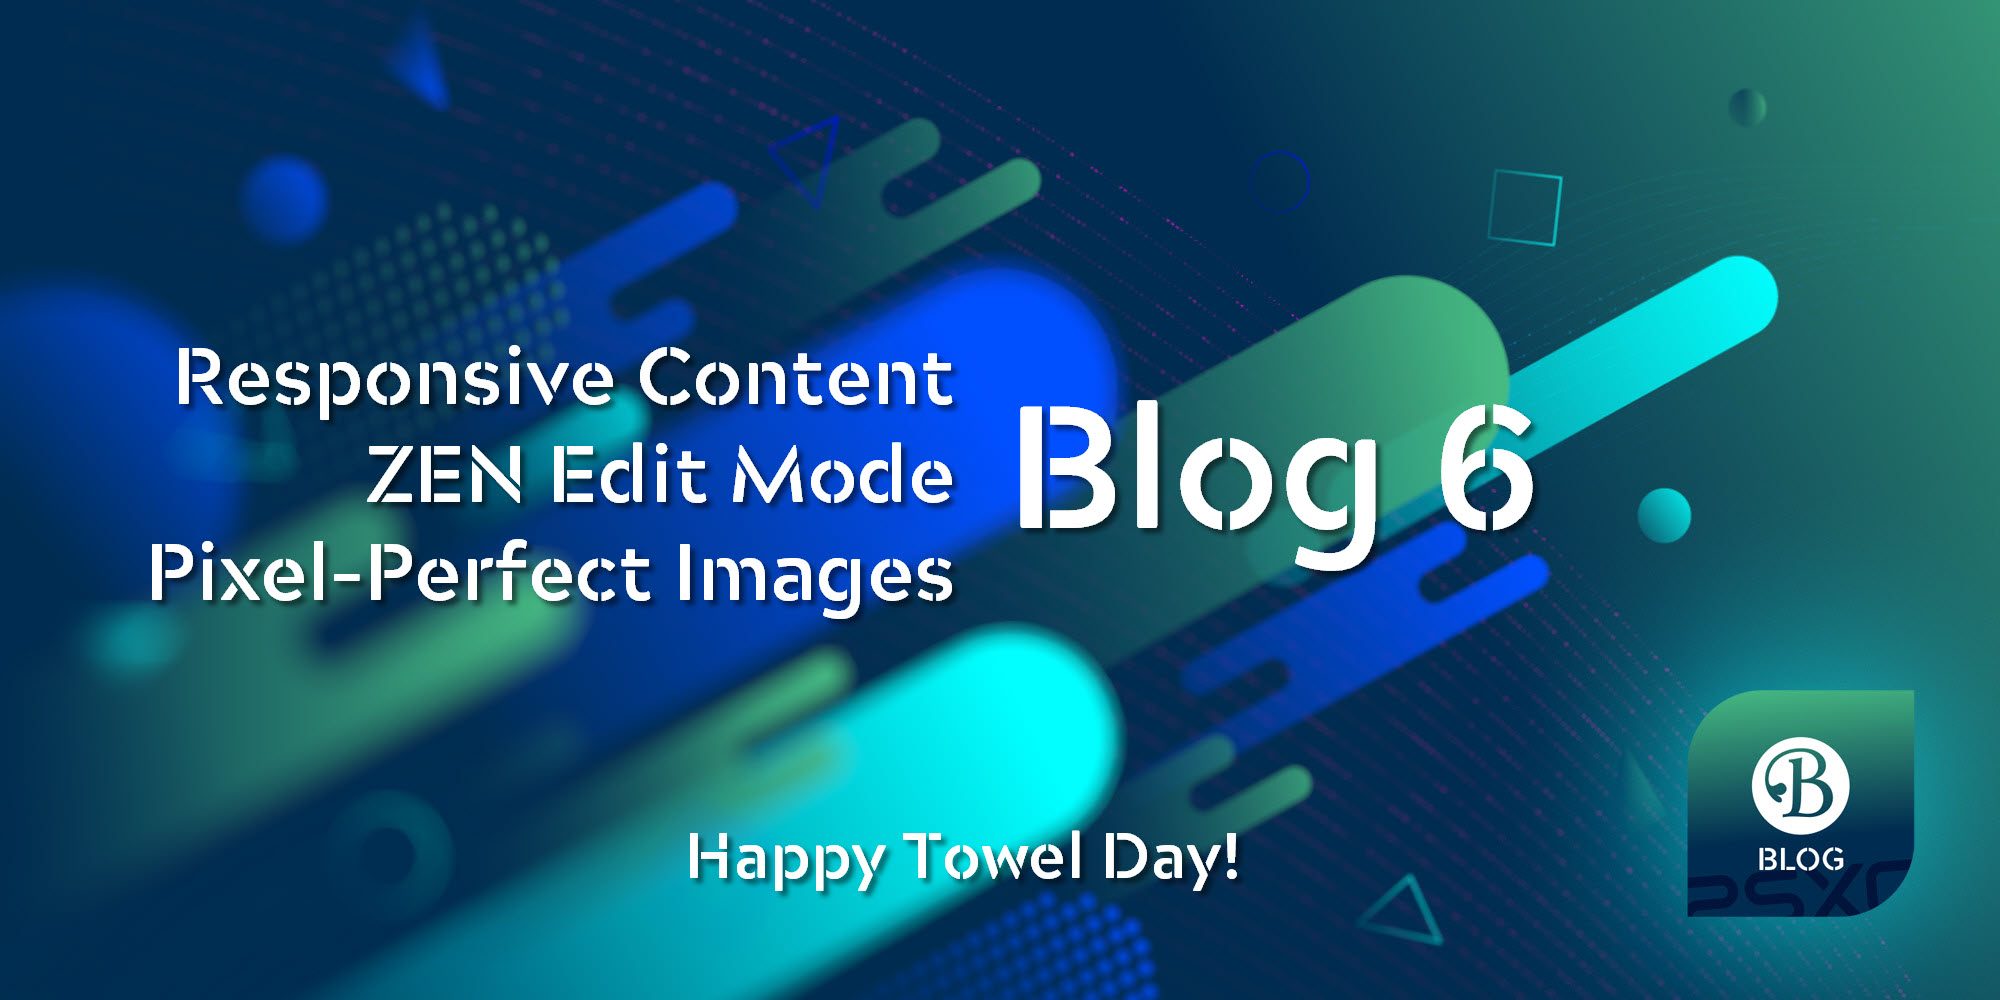 Responsive Content
ZEN Edit Mode
Pixel-Perfect Images
Blog 6
Happy Towel Day!
B
BLOG